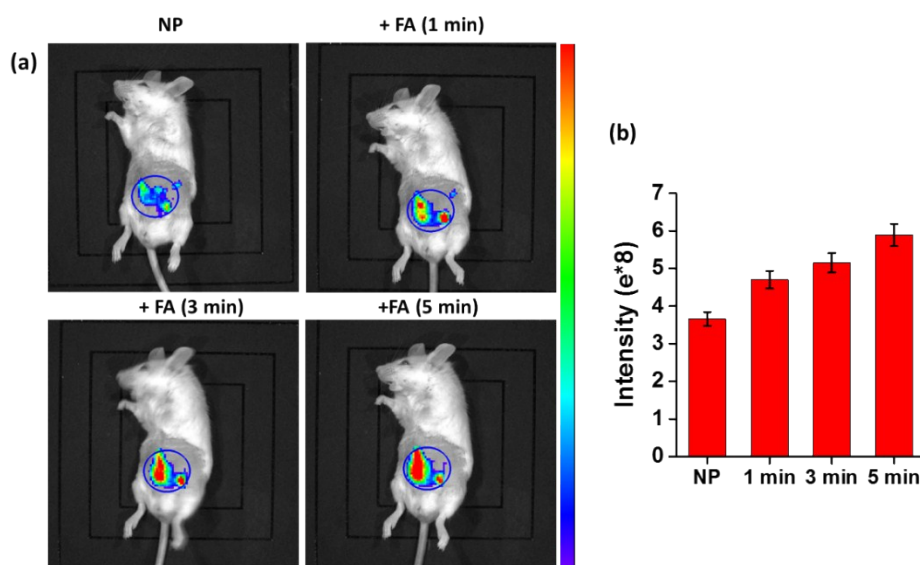 NP
+ FA (1 min)
(a)
+ FA (3 min)
+FA (5 min)
(b)
Intensity (e*8)
7
6
5
4
3
2
1
0
NP
1 min
3 min
5 min